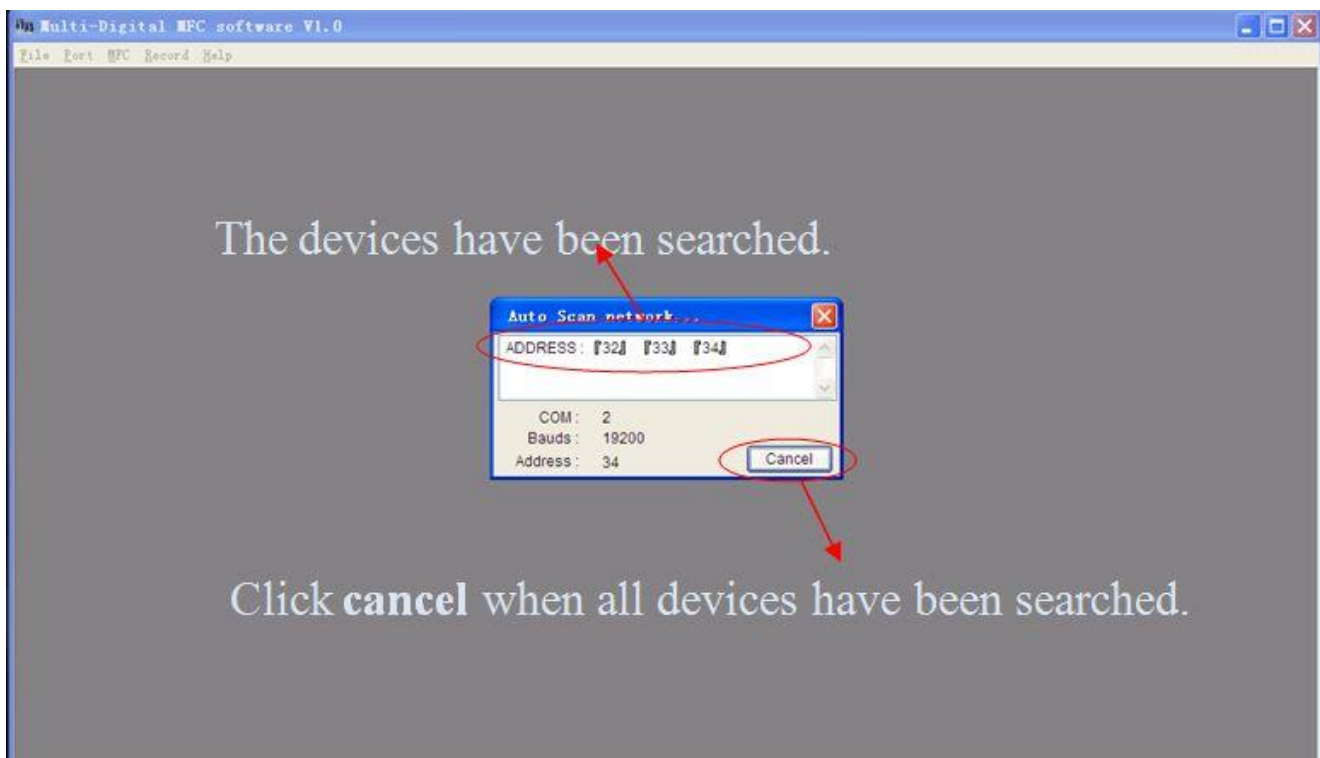 Multi-Digital MFC software V1.0
File Port MFC Record Help
The devices have been searched.
Auto Scan network...
ADDRESS: 『32』 『33』 『34』
COM: 2
Bauds: 19200
Address: 34
Cancel
Click cancel when all devices have been searched.